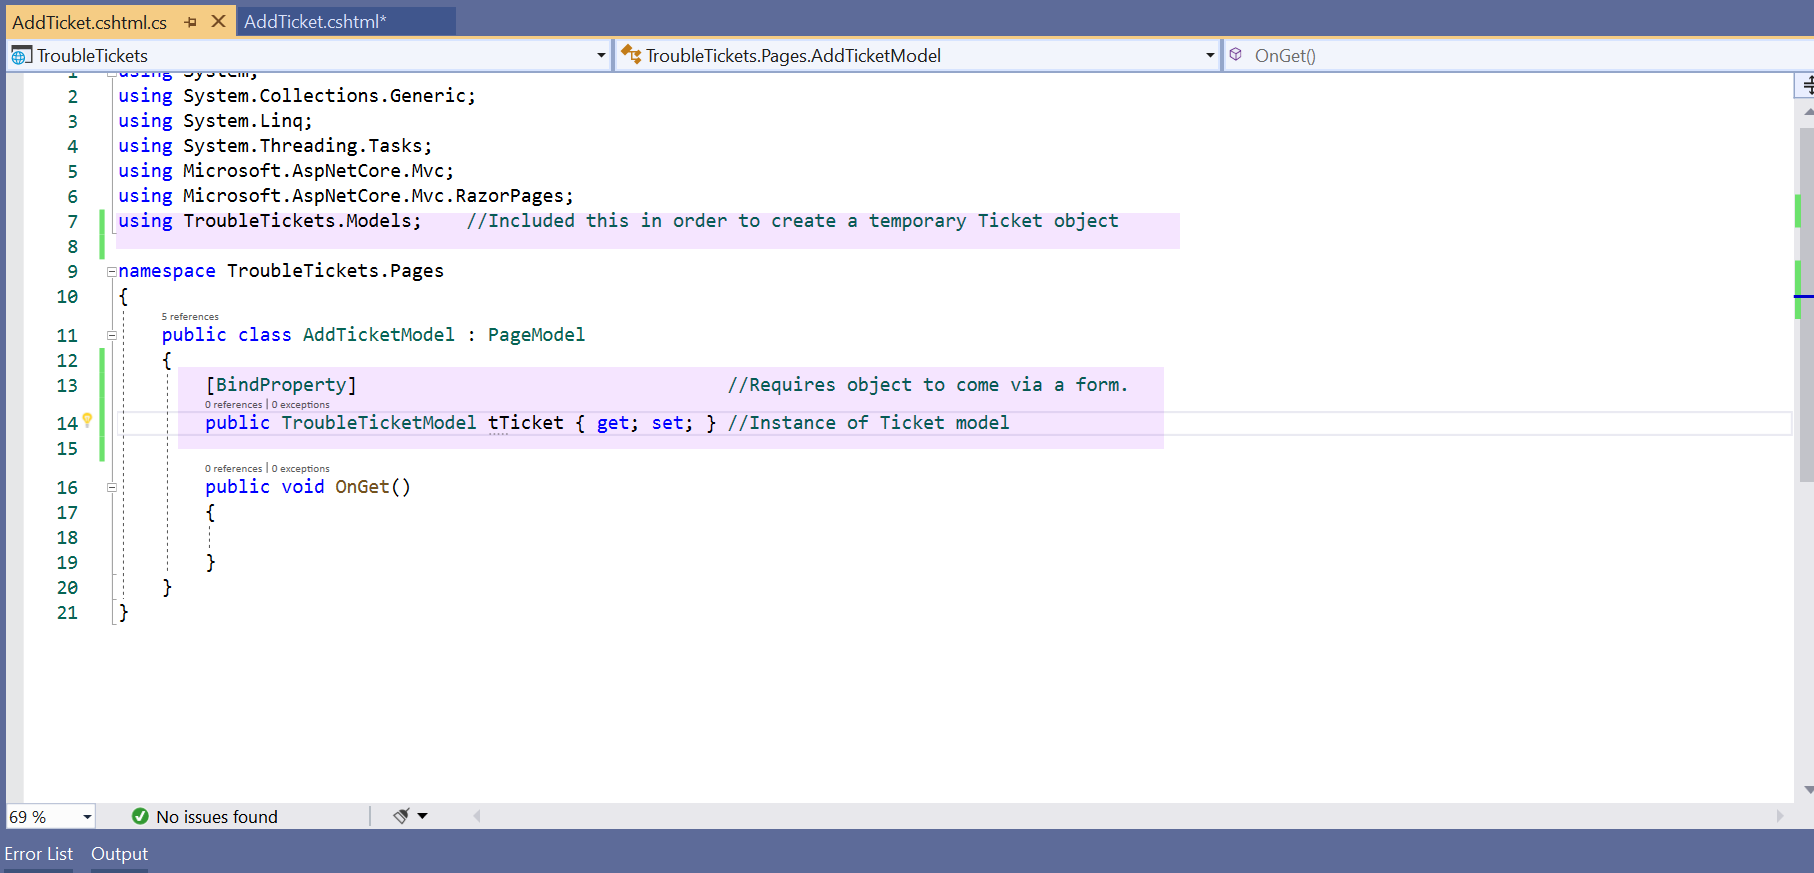 AddTicket.cshtml.cs AddTicket.cshtml*
TroubleTickets TroubleTickets.Pages.AddTicketModel OnGet()
1 using System;
2 using System.Collections.Generic;
3 using System.Linq;
4 using System.Threading.Tasks;
5 using Microsoft.AspNetCore.Mvc;
6 using Microsoft.AspNetCore.Mvc.RazorPages;
7 using TroubleTickets.Models; //Included this in order to create a temporary Ticket object
8
9 namespace TroubleTickets.Pages
10 {
5 references
11 public class AddTicketModel : PageModel
12 {
13 [BindProperty] //Requires object to come via a form.
0 references | 0 exceptions
14 public TroubleTicketModel tTicket { get; set; } //Instance of Ticket model
15
0 references | 0 exceptions
16 public void OnGet()
17 {
18
19 }
20 }
21 }
69 % No issues found
Error List Output